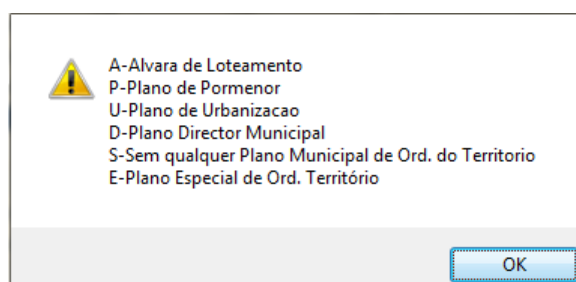 A-Alvara de Loteamento
P-Plano de Pormenor
U-Plano de Urbanizacao
D-Plano Director Municipal
S-Sem qualquer Plano Municipal de Ord. do Territorio
E-Plano Especial de Ord. Território
OK